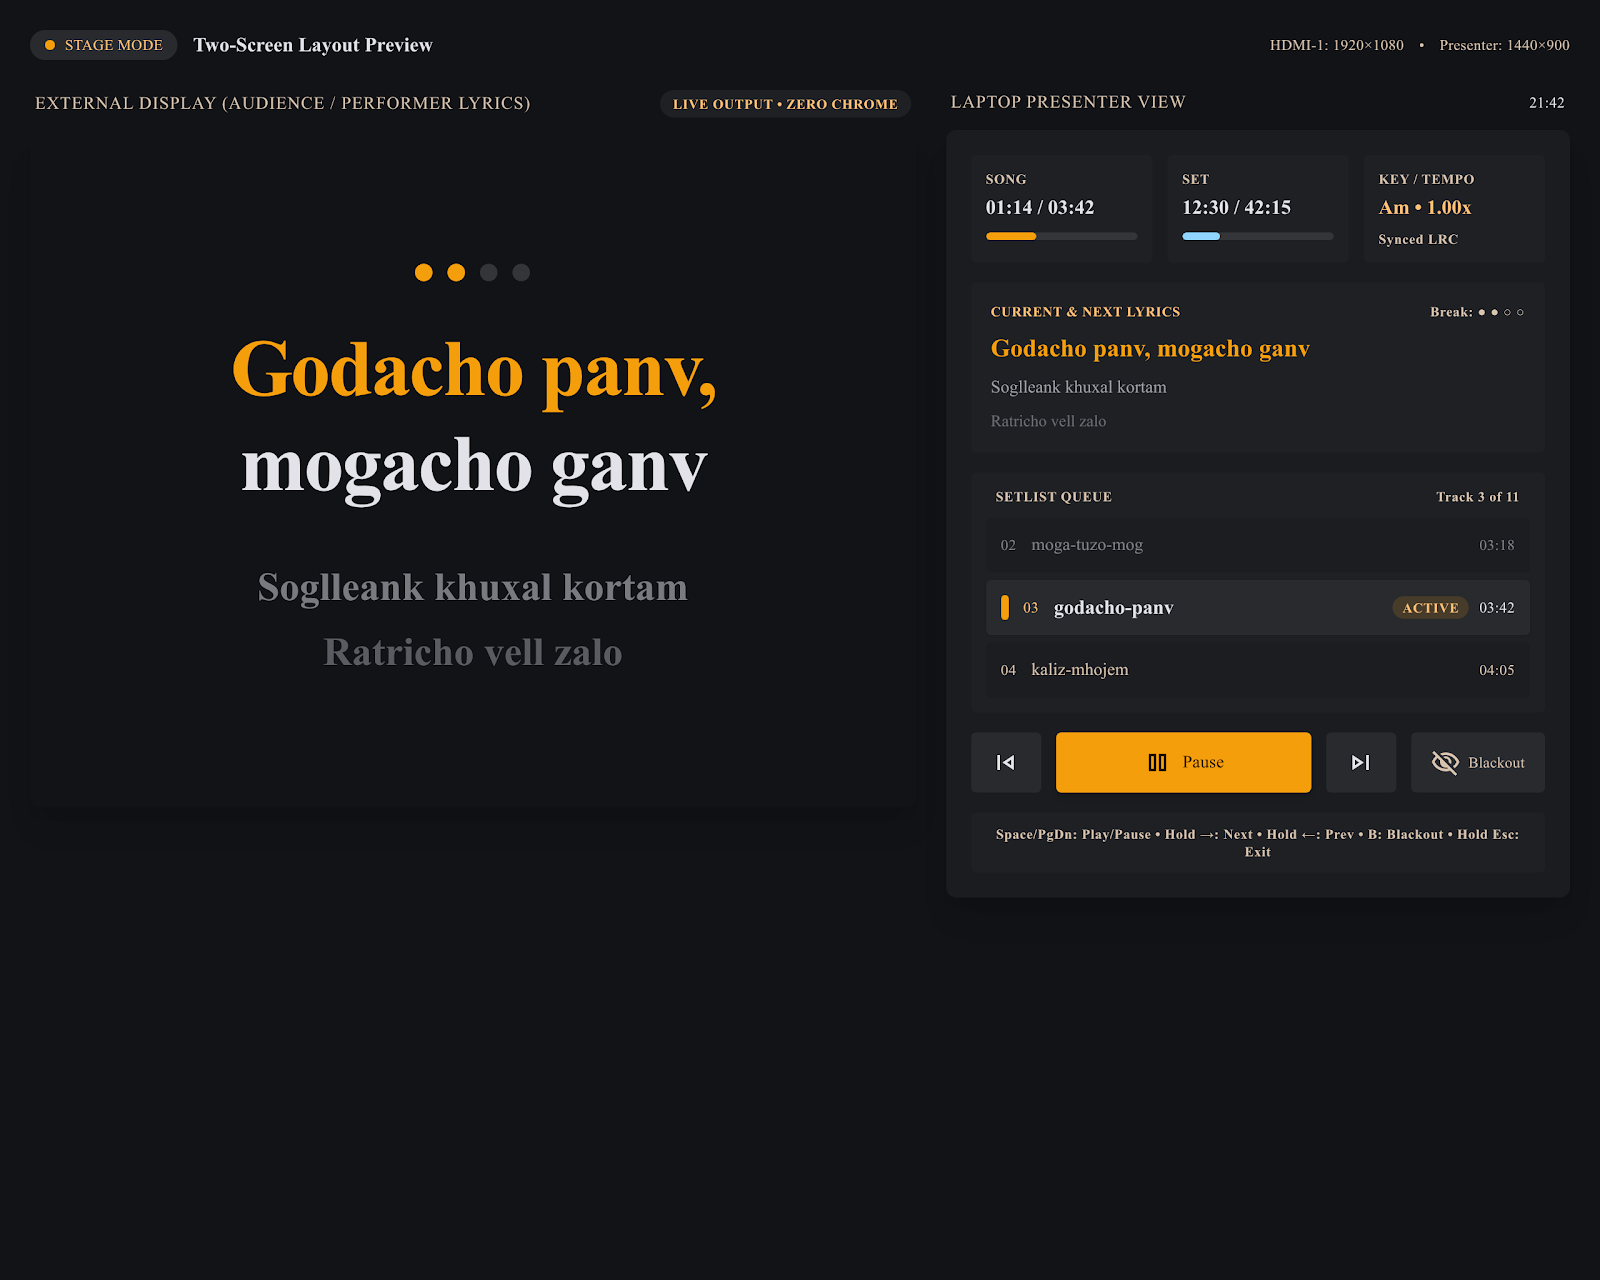 STAGE MODE
Two-Screen Layout Preview
HDMI-1: 1920×1080 • Presenter: 1440×900
EXTERNAL DISPLAY (AUDIENCE / PERFORMER LYRICS)
LIVE OUTPUT • ZERO CHROME
Godacho panv,
mogacho ganv
Soglleank khuxal kortam
Ratricho vell zalo
LAPTOP PRESENTER VIEW
21:42
SONG
01:14 / 03:42
SET
12:30 / 42:15
KEY / TEMPO
Am • 1.00x
Synced LRC
CURRENT & NEXT LYRICS
Break: ● ● ○ ○
Godacho panv, mogacho ganv
Soglleank khuxal kortam
Ratricho vell zalo
SETLIST QUEUE
Track 3 of 11
02 moga-tuzo-mog 03:18
03 godacho-panv ACTIVE 03:42
04 kaliz-mhojem 04:05
Pause
Blackout
Space/PgDn: Play/Pause • Hold →: Next • Hold ←: Prev • B: Blackout • Hold Esc:
Exit